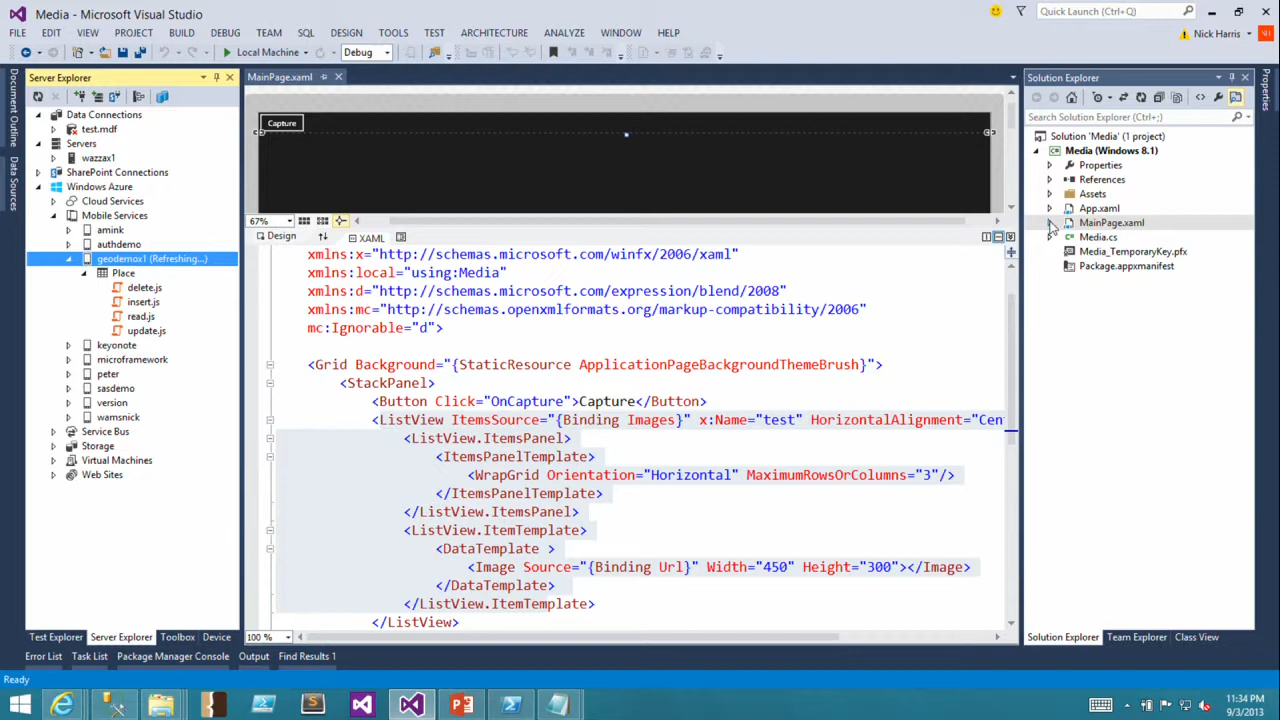 Media - Microsoft Visual Studio
Quick Launch (Ctrl+Q)
FILE EDIT VIEW PROJECT BUILD DEBUG TEAM SQL DESIGN TOOLS TEST ARCHITECTURE ANALYZE WINDOW HELP
Nick Harris NH
Local Machine Debug
Document Outline
Data Sources
Server Explorer
Data Connections
test.mdf
Servers
wazzax1
SharePoint Connections
Windows Azure
Cloud Services
Mobile Services
amink
authdemo
geodemox1 (Refreshing...)
Place
delete.js
insert.js
read.js
update.js
keyonote
microframework
peter
sasdemo
version
wamsnick
Service Bus
Storage
Virtual Machines
Web Sites
Test Explorer Server Explorer Toolbox Device
MainPage.xaml
Capture
67%
Design XAML
xmlns:x="http://schemas.microsoft.com/winfx/2006/xaml"
xmlns:local="using:Media"
xmlns:d="http://schemas.microsoft.com/expression/blend/2008"
xmlns:mc="http://schemas.openxmlformats.org/markup-compatibility/2006"
mc:Ignorable="d">
<Grid Background="{StaticResource ApplicationPageBackgroundThemeBrush}">
<StackPanel>
<Button Click="OnCapture">Capture</Button>
<ListView ItemsSource="{Binding Images}" x:Name="test" HorizontalAlignment="Cen
<ListView.ItemsPanel>
<ItemsPanelTemplate>
<WrapGrid Orientation="Horizontal" MaximumRowsOrColumns="3"/>
</ItemsPanelTemplate>
</ListView.ItemsPanel>
<ListView.ItemTemplate>
<DataTemplate >
<Image Source="{Binding Url}" Width="450" Height="300"></Image>
</DataTemplate>
</ListView.ItemTemplate>
</ListView>
100 %
Solution Explorer
Search Solution Explorer (Ctrl+;)
Solution 'Media' (1 project)
Media (Windows 8.1)
Properties
References
Assets
App.xaml
MainPage.xaml
Media.cs
Media_TemporaryKey.pfx
Package.appxmanifest
Solution Explorer Team Explorer Class View
Properties
Error List Task List Package Manager Console Output Find Results 1
Ready
11:34 PM
9/3/2013